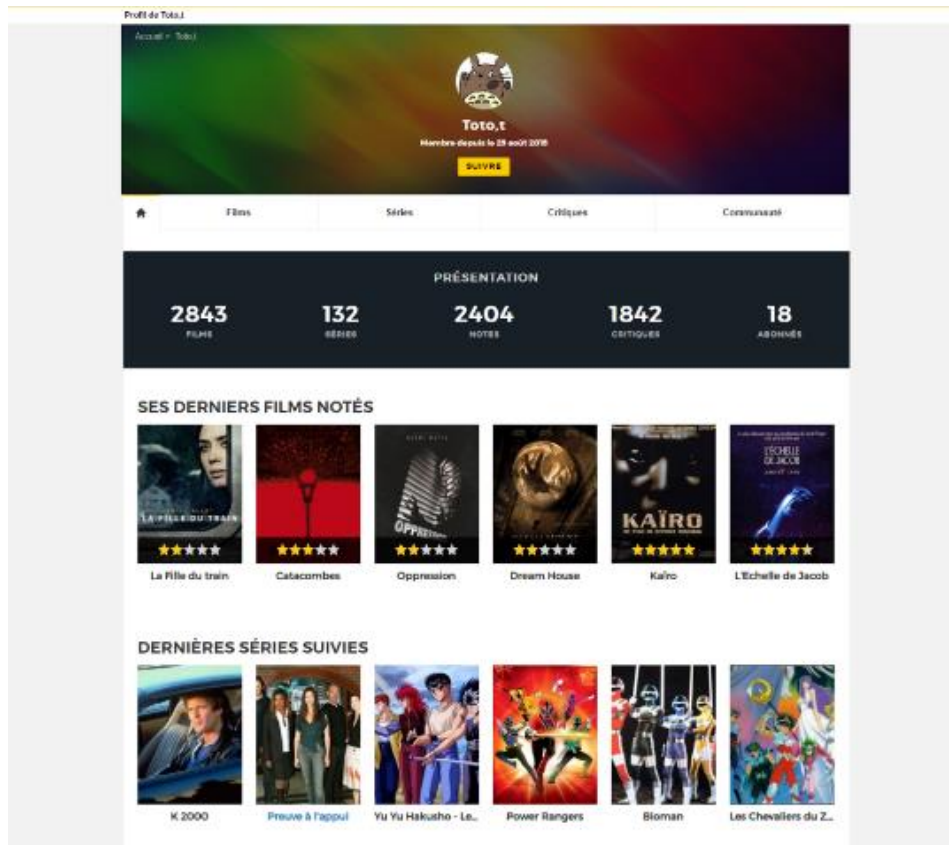 Profil de Toto,t
Accueil > Toto,t
Toto,t
Membre depuis le 29 août 2018
SUIVRE
Films Séries Critiques Communauté
PRÉSENTATION
2843 132 2404 1842 18
FILMS SÉRIES NOTES CRITIQUES ABONNÉS
SES DERNIERS FILMS NOTÉS
LA FILLE DU TRAIN
OPPRESSION
KAÏRO
L'ÉCHELLE DE JACOB
La Fille du train Catacombes Oppression Dream House Kaïro L'Echelle de Jacob
DERNIÈRES SÉRIES SUIVIES
K 2000 Preuve à l'appui Yu Yu Hakusho - Le... Power Rangers Bioman Les Chevaliers du Z...